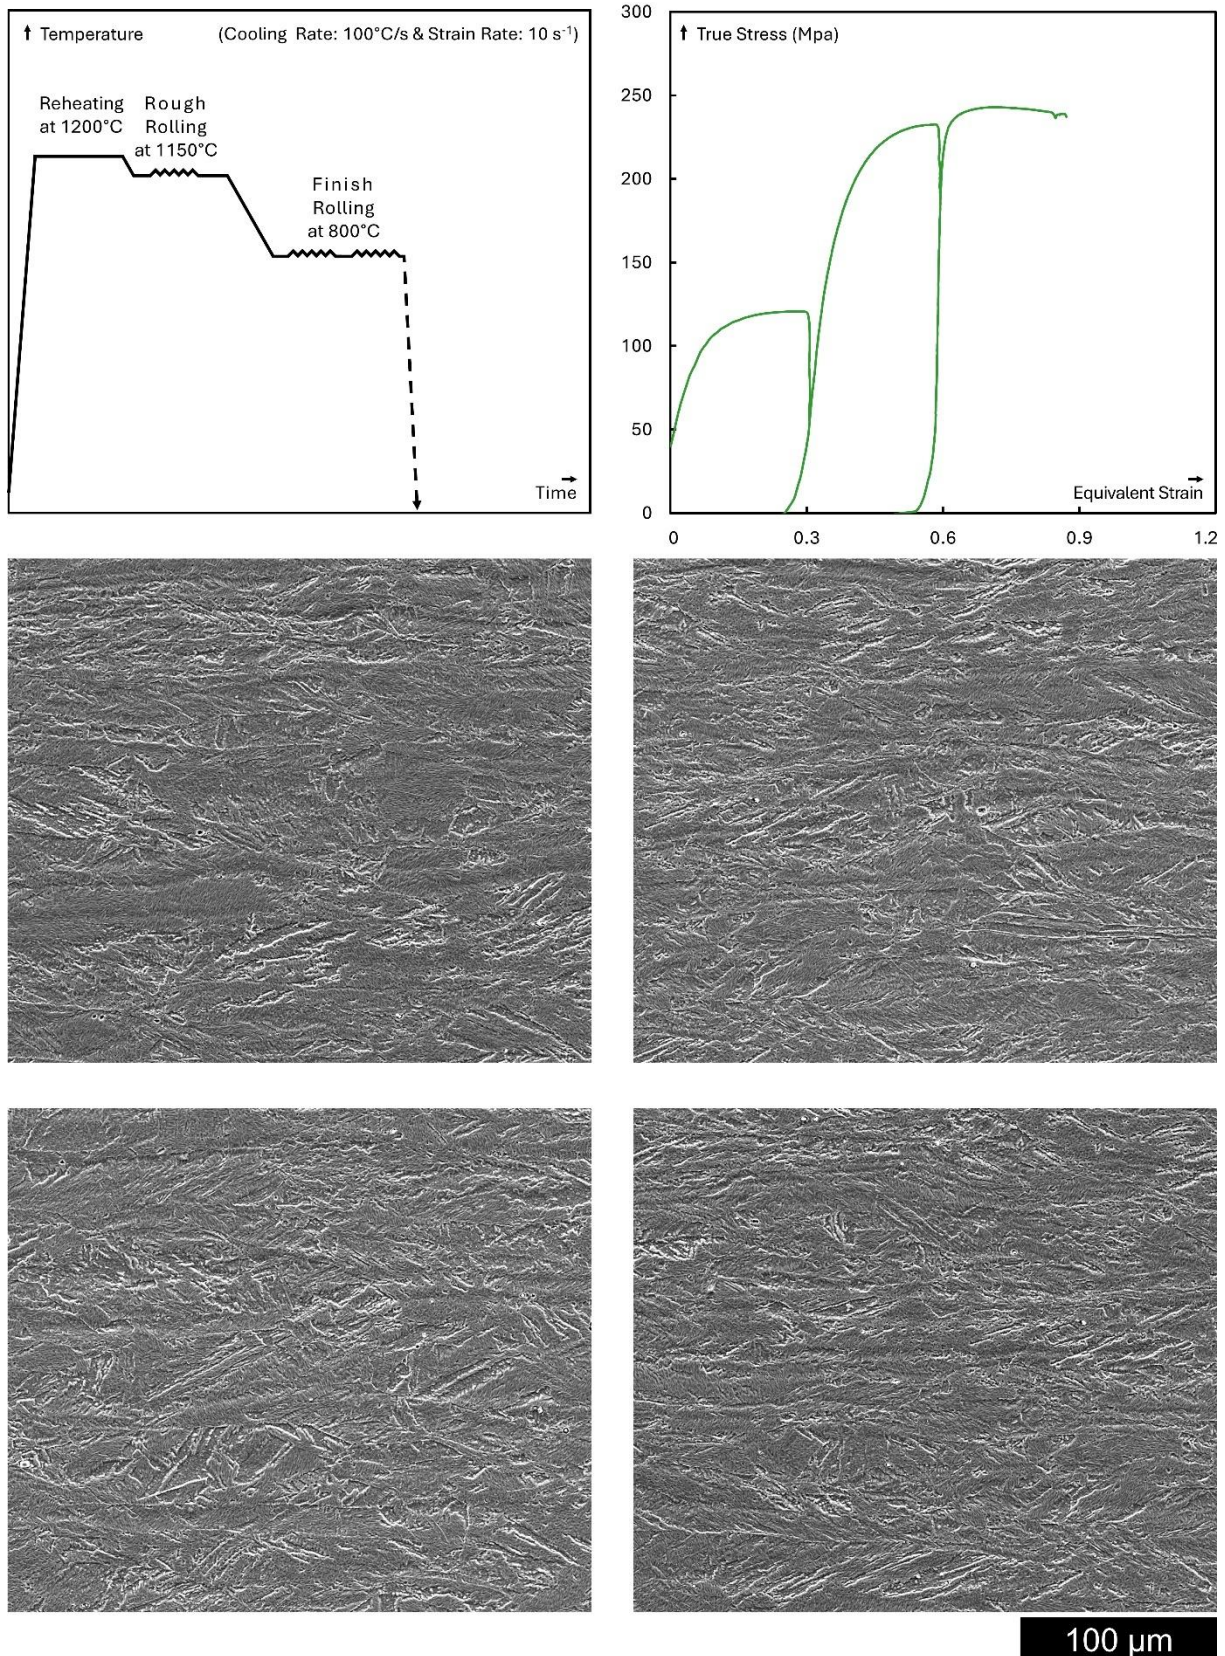 Temperature (Cooling Rate: 100°C/s & Strain Rate: 10 s⁻¹)
Reheating
at 1200°C
Rough
Rolling
at 1150°C
Finish
Rolling
at 800°C
Time
True Stress (Mpa)
300
250
200
150
100
50
0
Equivalent Strain
0 0.3 0.6 0.9 1.2
100 µm